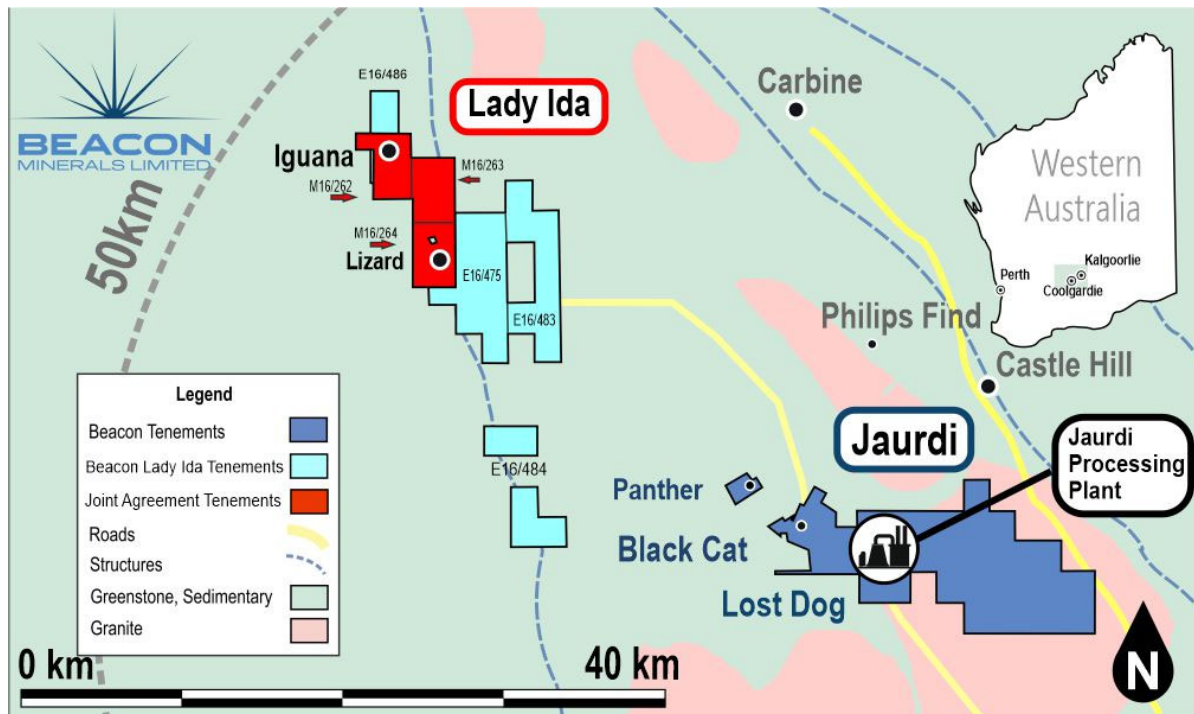 BEACON
MINERALS LIMITED
50km
E16/486
Lady Ida
Iguana
M16/263
M16/262
M16/264
Lizard
E16/475
E16/483
E16/484
Carbine
Western
Australia
Perth
Kalgoorlie
Coolgardie
Philips Find
Castle Hill
Jaurdi
Jaurdi
Processing
Plant
Panther
Black Cat
Lost Dog
Legend
Beacon Tenements
Beacon Lady Ida Tenements
Joint Agreement Tenements
Roads
Structures
Greenstone, Sedimentary
Granite
0 km
40 km
N